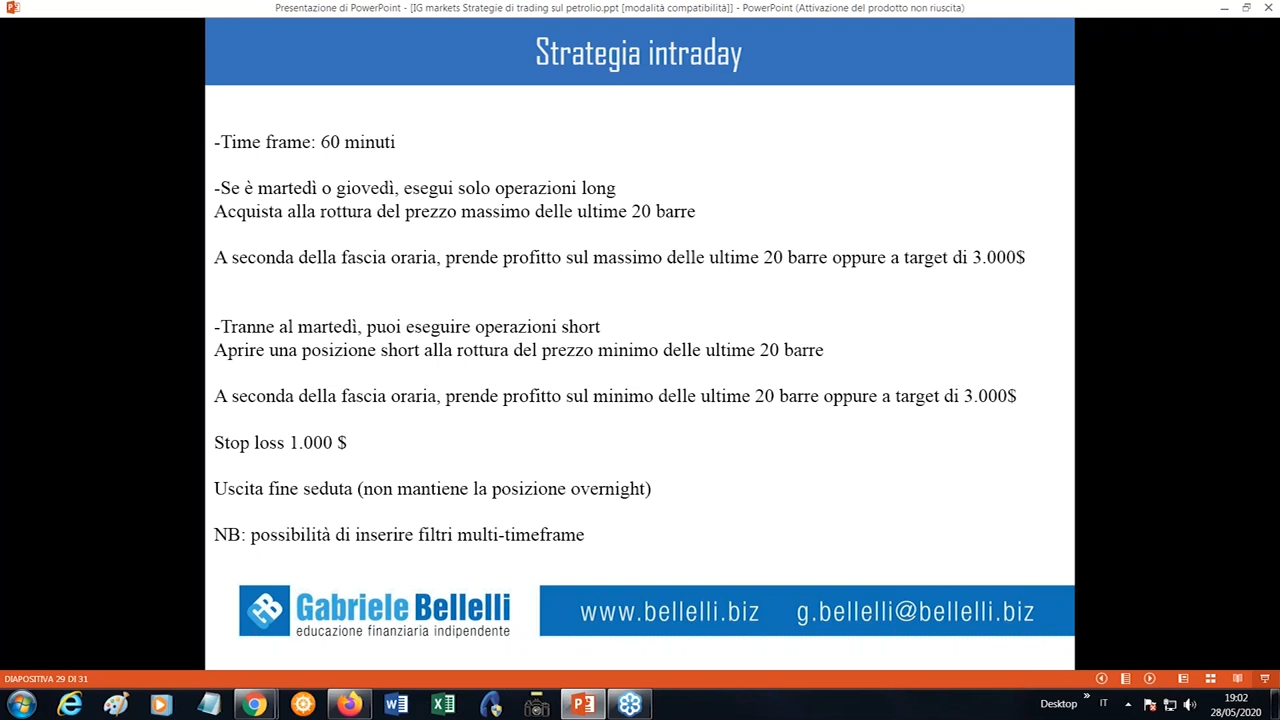 Presentazione di PowerPoint - [IG markets Strategie di trading sul petrolio.ppt [modalità compatibilità]] - PowerPoint (Attivazione del prodotto non riuscita)
Strategia intraday
-Time frame: 60 minuti
-Se è martedì o giovedì, esegui solo operazioni long
Acquista alla rottura del prezzo massimo delle ultime 20 barre
A seconda della fascia oraria, prende profitto sul massimo delle ultime 20 barre oppure a target di 3.000$
-Tranne al martedì, puoi eseguire operazioni short
Aprire una posizione short alla rottura del prezzo minimo delle ultime 20 barre
A seconda della fascia oraria, prende profitto sul minimo delle ultime 20 barre oppure a target di 3.000$
Stop loss 1.000 $
Uscita fine seduta (non mantiene la posizione overnight)
NB: possibilità di inserire filtri multi-timeframe
Gabriele Bellelli
educazione finanziaria indipendente
www.bellelli.biz g.bellelli@bellelli.biz
DIAPOSITIVA 29 DI 31
Desktop » IT 19:02
28/05/2020